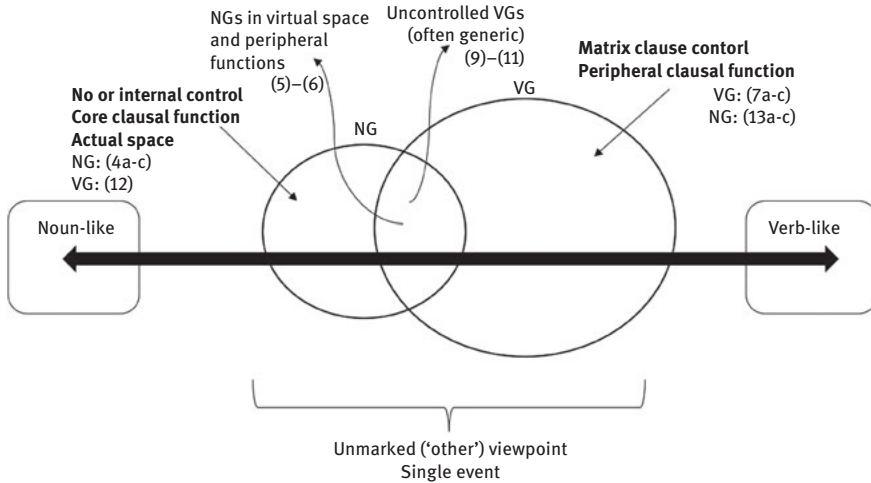 NGs in virtual space
and peripheral
functions
(5)–(6)
Uncontrolled VGs
(often generic)
(9)–(11)
Matrix clause contorl
Peripheral clausal function
VG: (7a-c)
NG: (13a-c)
No or internal control
Core clausal function
Actual space
NG: (4a-c)
VG: (12)
NG
VG
Noun-like
Verb-like
Unmarked (‘other’) viewpoint
Single event